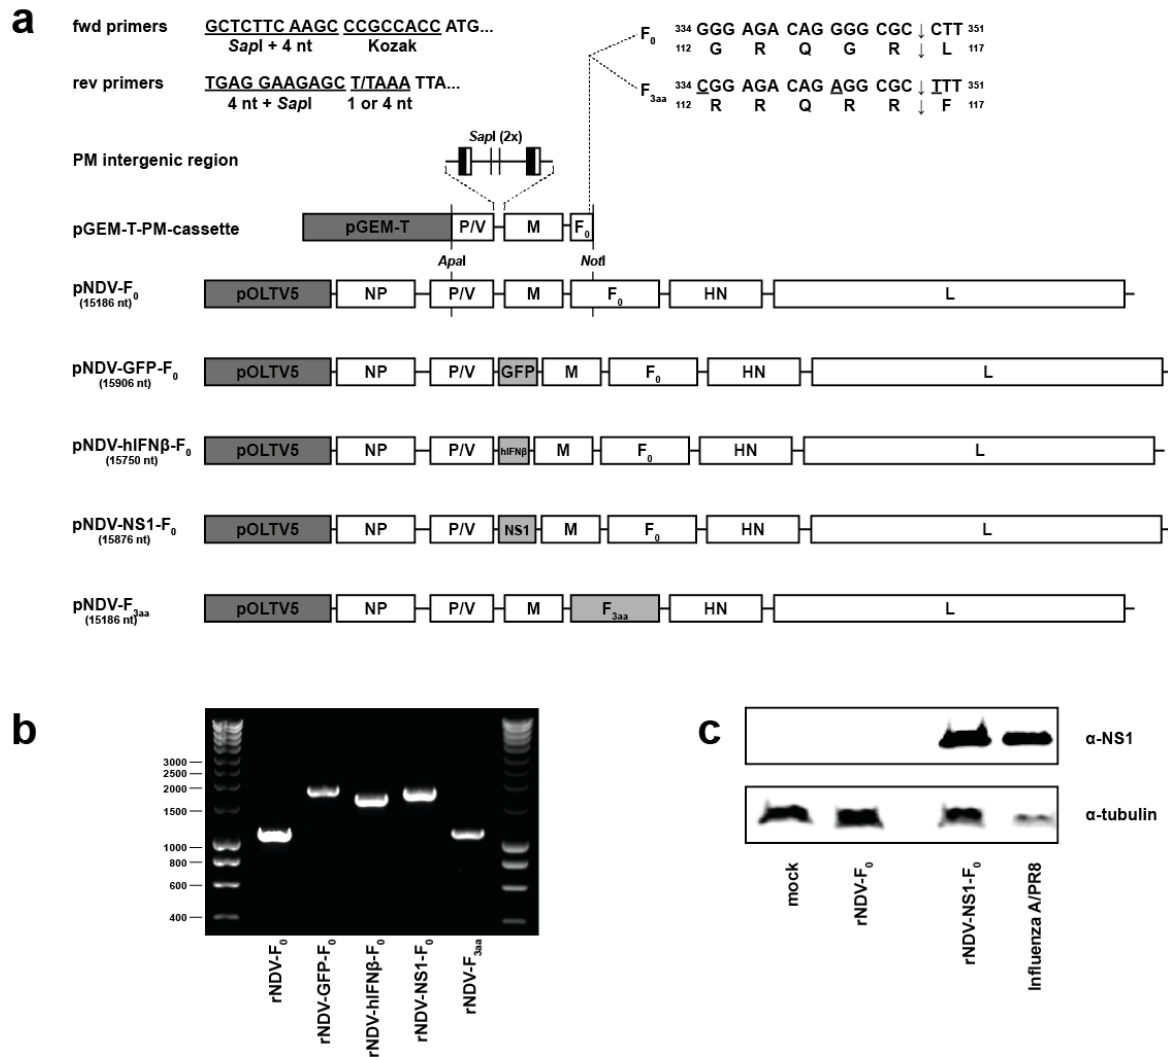 a
fwd primers GCTCTTC AAGC CCGCCACC ATG...
SapI + 4 nt Kozak
rev primers TGAG GAAGAGC T/TAAA TTA...
4 nt + SapI 1 or 4 nt
F0 334 GGG AGA CAG GGG CGC ↓ CTT 351
112 G R Q G R ↓ L 117
F3aa 334 CGG AGA CAG AGG CGC ↓ TTT 351
112 R R Q R R ↓ F 117
PM intergenic region SapI (2x)
pGEM-T-PM-cassette pGEM-T P/V M F0
ApaI NotI
pNDV-F0 pOLTV5 NP P/V M F0 HN L
(15186 nt)
pNDV-GFP-F0 pOLTV5 NP P/V GFP M F0 HN L
(15906 nt)
pNDV-hIFNβ-F0 pOLTV5 NP P/V hIFNβ M F0 HN L
(15750 nt)
pNDV-NS1-F0 pOLTV5 NP P/V NS1 M F0 HN L
(15876 nt)
pNDV-F3aa pOLTV5 NP P/V M F3aa HN L
(15186 nt)
b
3000
2500
2000
1500
1000
800
600
400
rNDV-F0
rNDV-GFP-F0
rNDV-hIFNβ-F0
rNDV-NS1-F0
rNDV-F3aa
c
α-NS1
α-tubulin
mock
rNDV-F0
rNDV-NS1-F0
Influenza A/PR8